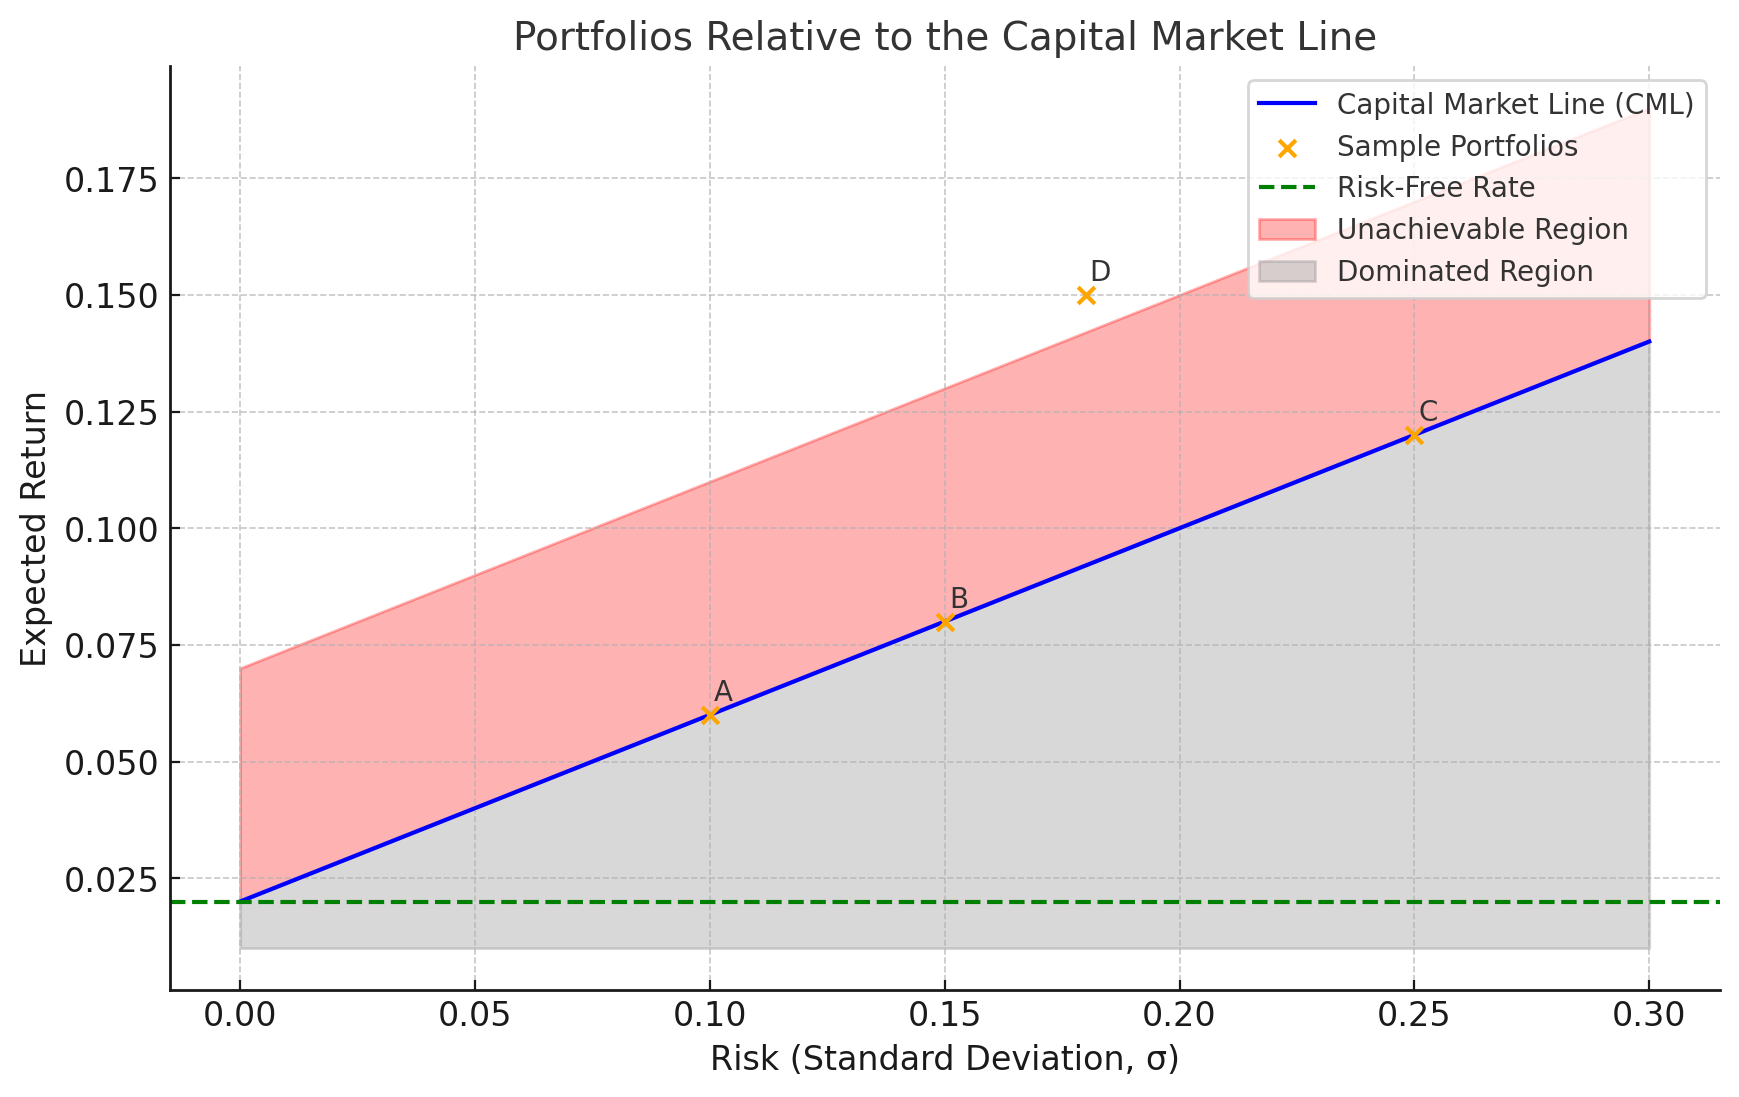 Portfolios Relative to the Capital Market Line
Capital Market Line (CML)
Sample Portfolios
Risk-Free Rate
Unachievable Region
Dominated Region
Expected Return
0.175
0.150
0.125
0.100
0.075
0.050
0.025
D
C
B
A
0.00 0.05 0.10 0.15 0.20 0.25 0.30
Risk (Standard Deviation, σ)